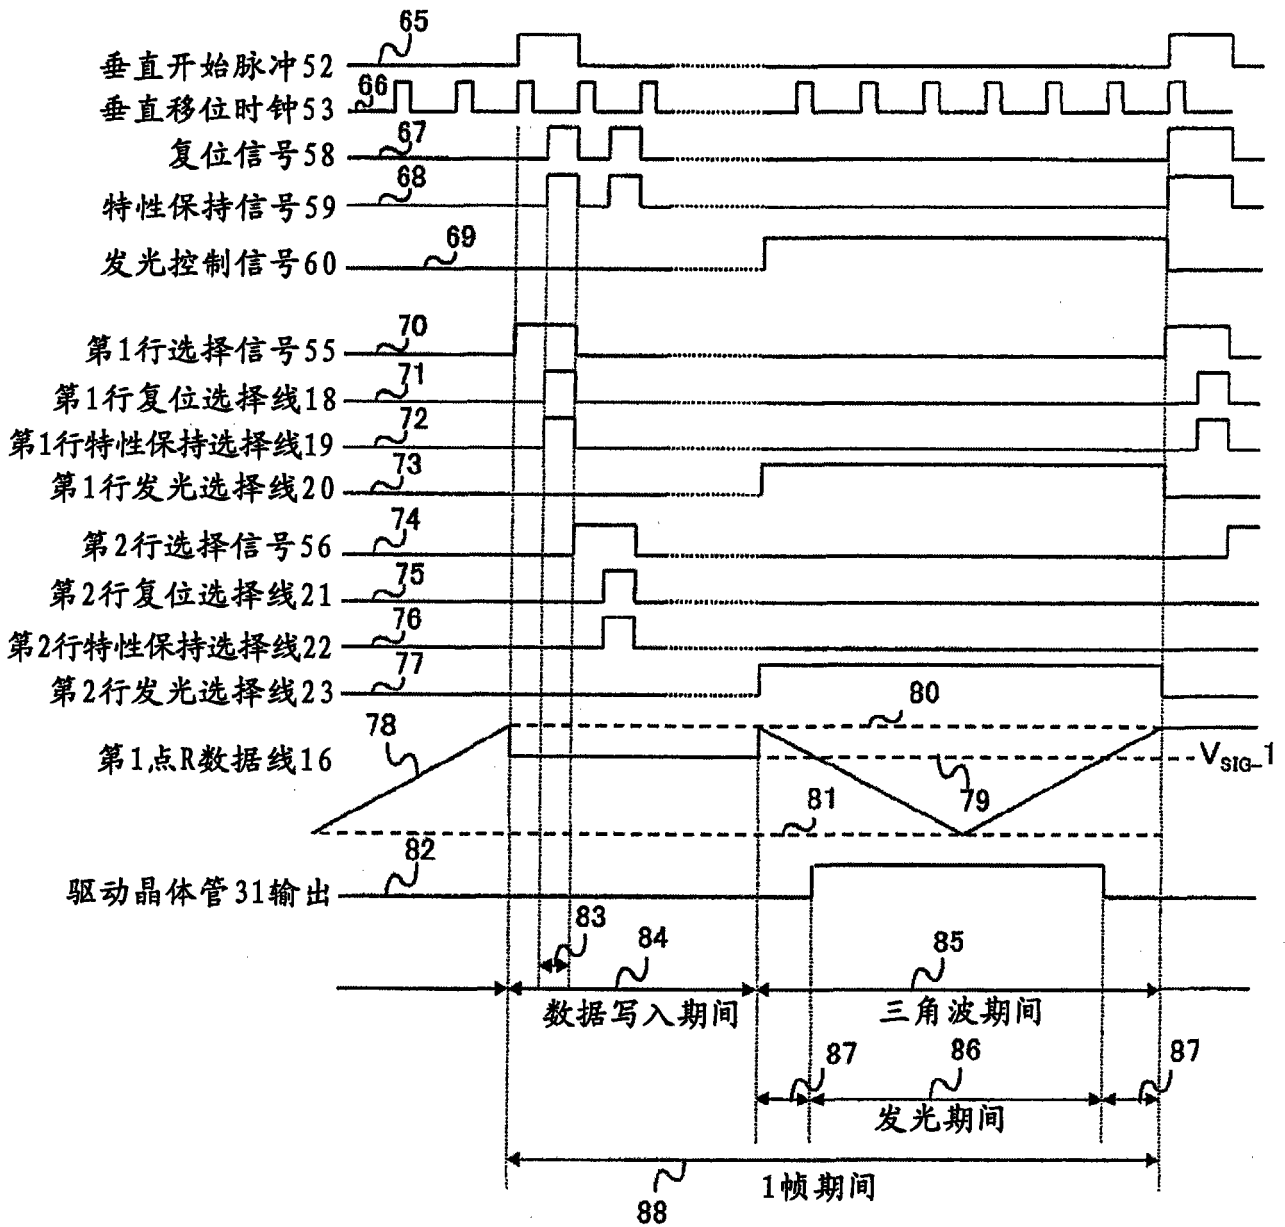 65
垂直开始脉冲52
66
垂直移位时钟53
67
复位信号58
68
特性保持信号59
69
发光控制信号60
70
第1行选择信号55
71
第1行复位选择线18
72
第1行特性保持选择线19
73
第1行发光选择线20
74
第2行选择信号56
75
第2行复位选择线21
76
第2行特性保持选择线22
77
第2行发光选择线23
78
80
第1点R数据线16
VSIG_1
79
81
82
驱动晶体管31输出
83
84
85
数据写入期间
三角波期间
87
86
87
发光期间
1帧期间
88